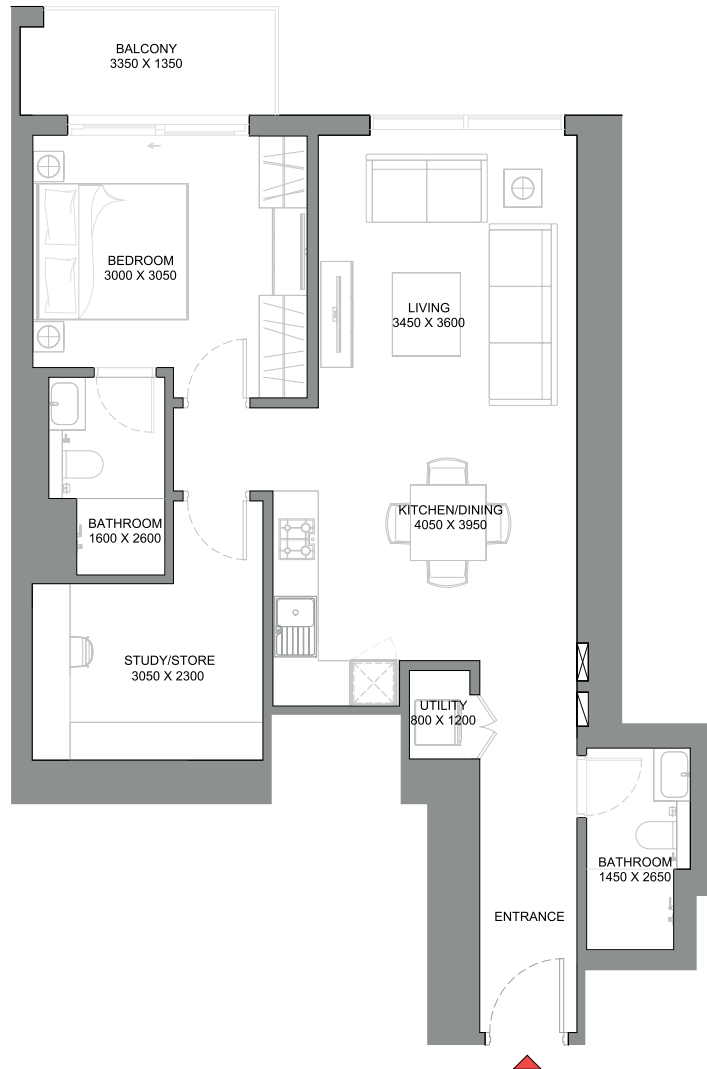 BALCONY
3350 X 1350
BEDROOM
3000 X 3050
LIVING
3450 X 3600
KITCHEN/DINING
4050 X 3950
BATHROOM
1600 X 2600
STUDY/STORE
3050 X 2300
UTILITY
800 X 1200
BATHROOM
1450 X 2650
ENTRANCE